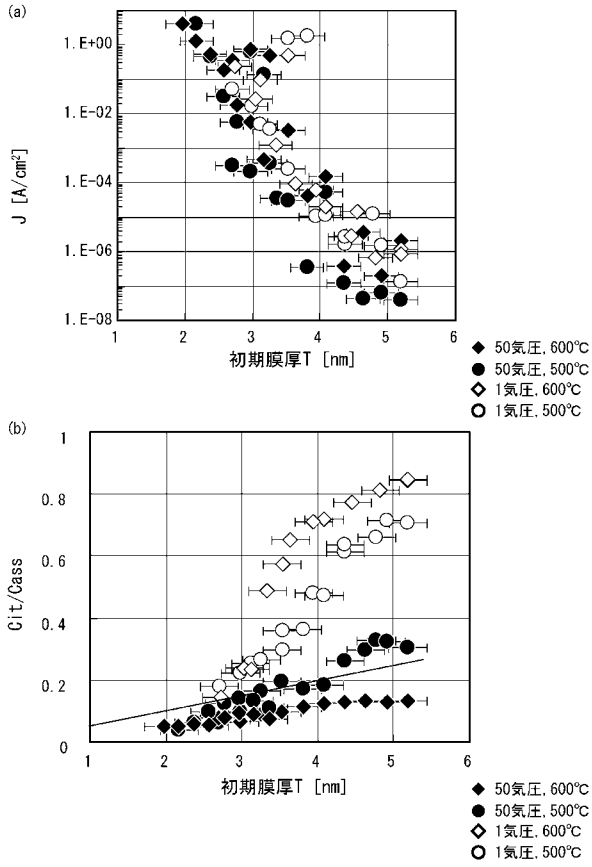 (a)
1.E+00
1.E-02
1.E-04
1.E-06
1.E-08
J [A/cm²]
1 2 3 4 5 6
初期膜厚T [nm]
50気圧, 600℃
50気圧, 500℃
1気圧, 600℃
1気圧, 500℃
(b)
1
0.8
0.6
0.4
0.2
0
Cit/Cass
1 2 3 4 5 6
初期膜厚T [nm]
50気圧, 600℃
50気圧, 500℃
1気圧, 600℃
1気圧, 500℃